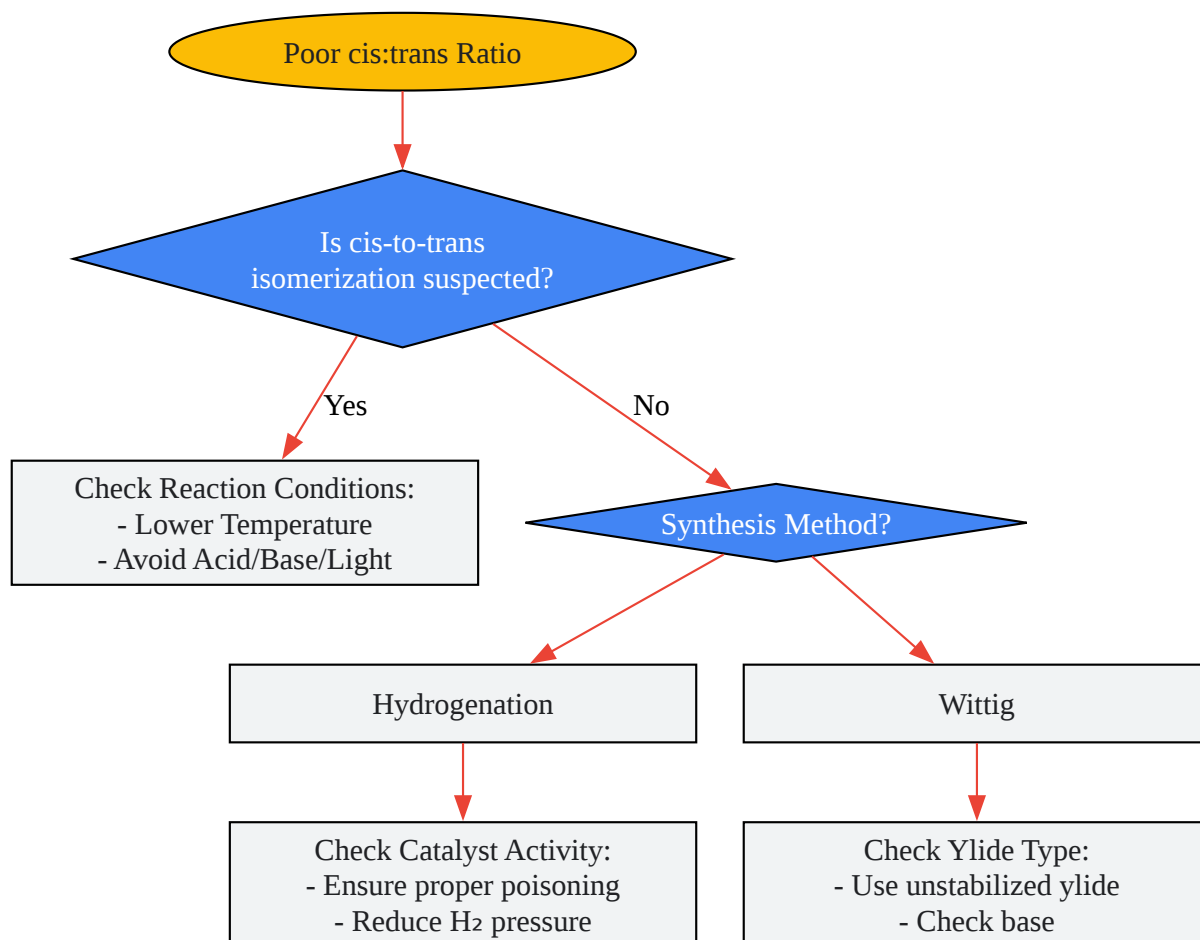 Poor cis:trans Ratio
Is cis-to-trans
isomerization suspected?
Yes
No
Check Reaction Conditions:
- Lower Temperature
- Avoid Acid/Base/Light
Synthesis Method?
Hydrogenation
Wittig
Check Catalyst Activity:
- Ensure proper poisoning
- Reduce H₂ pressure
Check Ylide Type:
- Use unstabilized ylide
- Check base